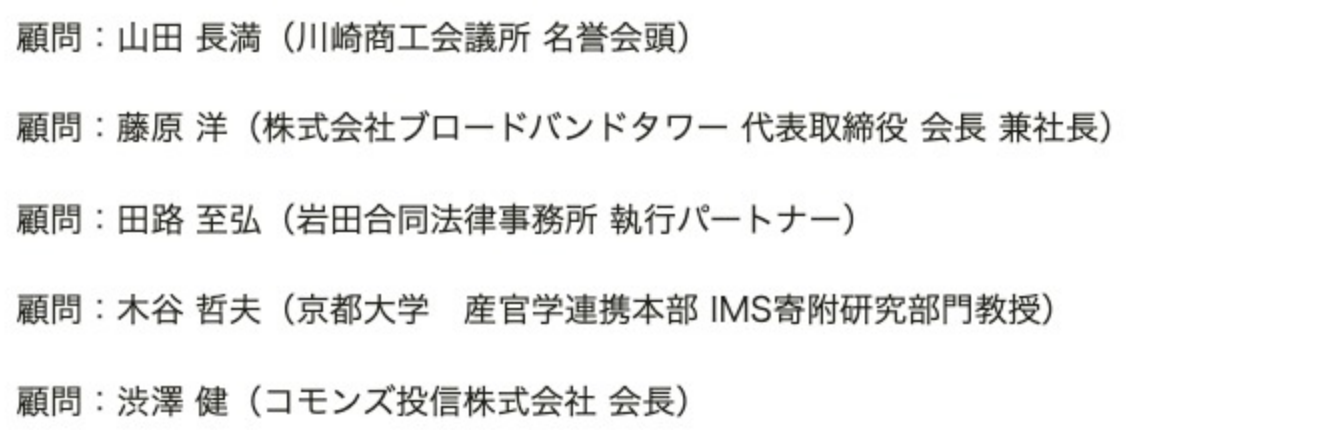 顧問：山田 長満（川崎商工会議所 名誉会頭）
顧問：藤原 洋（株式会社ブロードバンドタワー 代表取締役 会長 兼社長）
顧問：田路 至弘（岩田合同法律事務所 執行パートナー）
顧問：木谷 哲夫（京都大学　産官学連携本部 IMS寄附研究部門教授）
顧問：渋澤 健（コモンズ投信株式会社 会長）